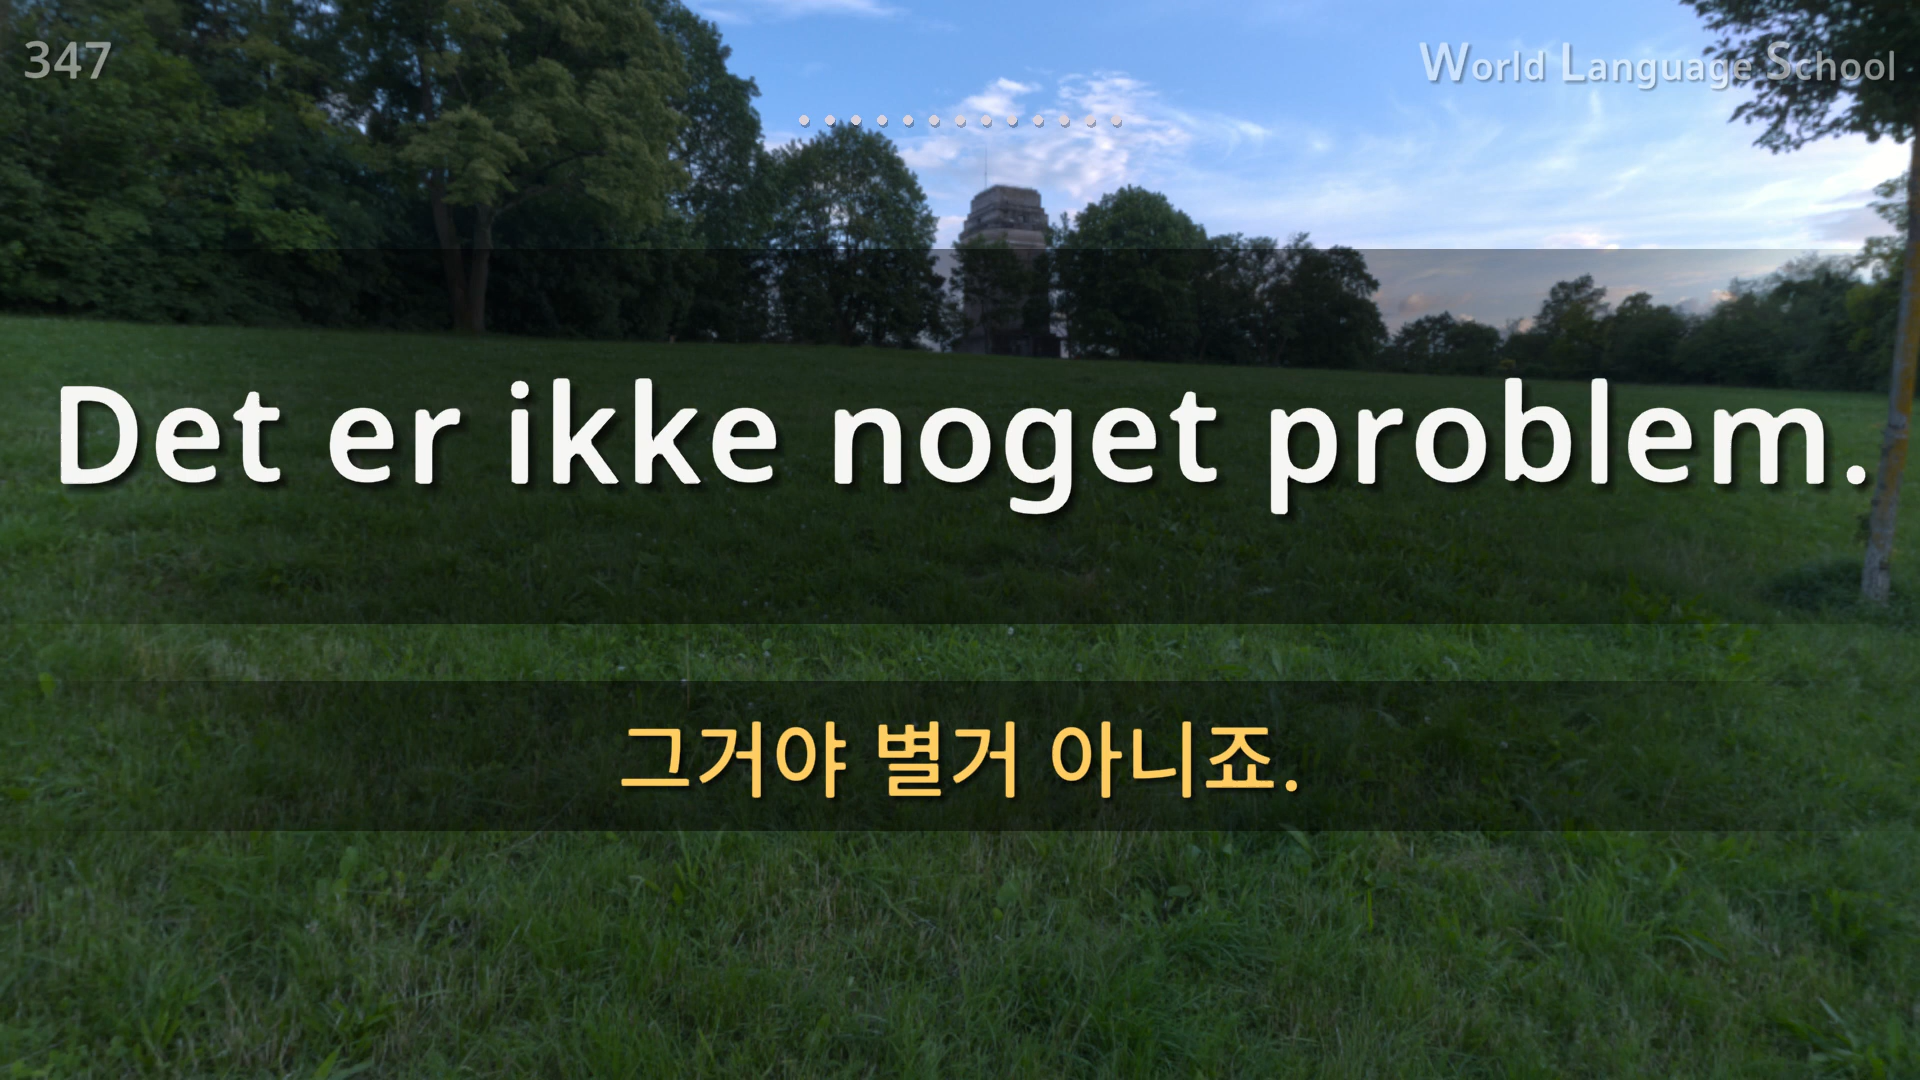 347
World Language School
Det er ikke noget problem.
그거야 별거 아니죠.